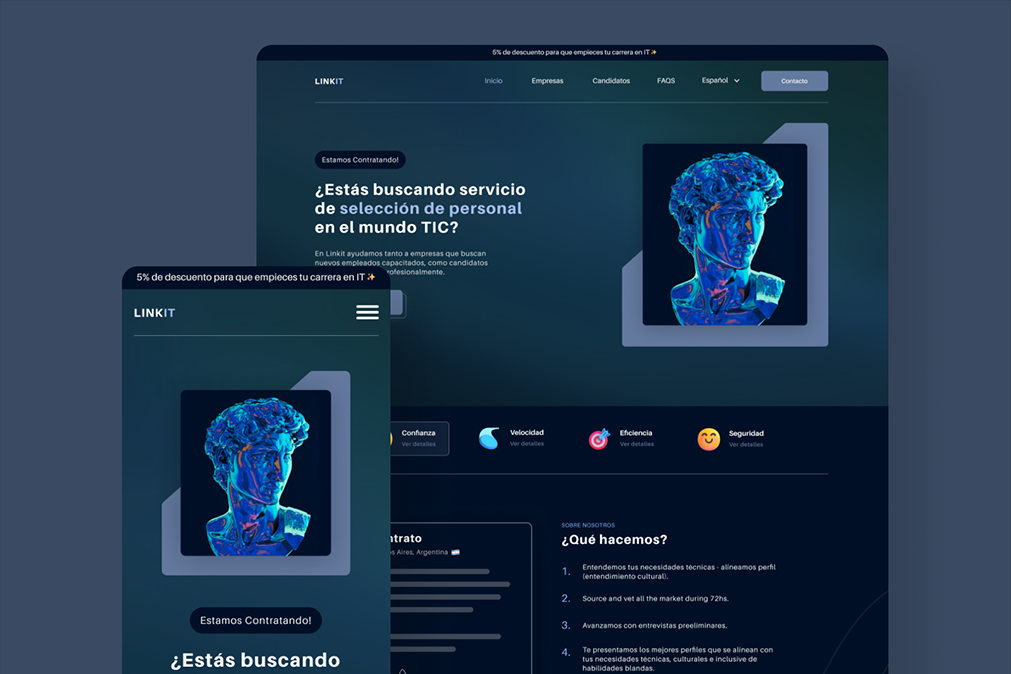 5% de descuento para que empieces tu carrera en IT✨
LINKIT
Inicio
Empresas
Candidatos
FAQS
Español
Contacto
Estamos Contratando!
¿Estás buscando servicio
de selección de personal
en el mundo TIC?
En Linkit ayudamos tanto a empresas que buscan
nuevos empleados capacitados, como candidatos
Confianza
Ver detalles
Velocidad
Ver detalles
Eficiencia
Ver detalles
Seguridad
Ver detalles
Aires, Argentina 🇦🇷
SOBRE NOSOTROS
¿Qué hacemos?
1. Entendemos tus necesidades técnicas - alineamos perfil
(entendimiento cultural).
2. Source and vet all the market during 72hs.
3. Avanzamos con entrevistas preeliminares.
4. Te presentamos los mejores perfiles que se alinean con
tus necesidades técnicas, culturales e inclusive de
habilidades blandas.
5% de descuento para que empieces tu carrera en IT✨
LINKIT
Estamos Contratando!
¿Estás buscando